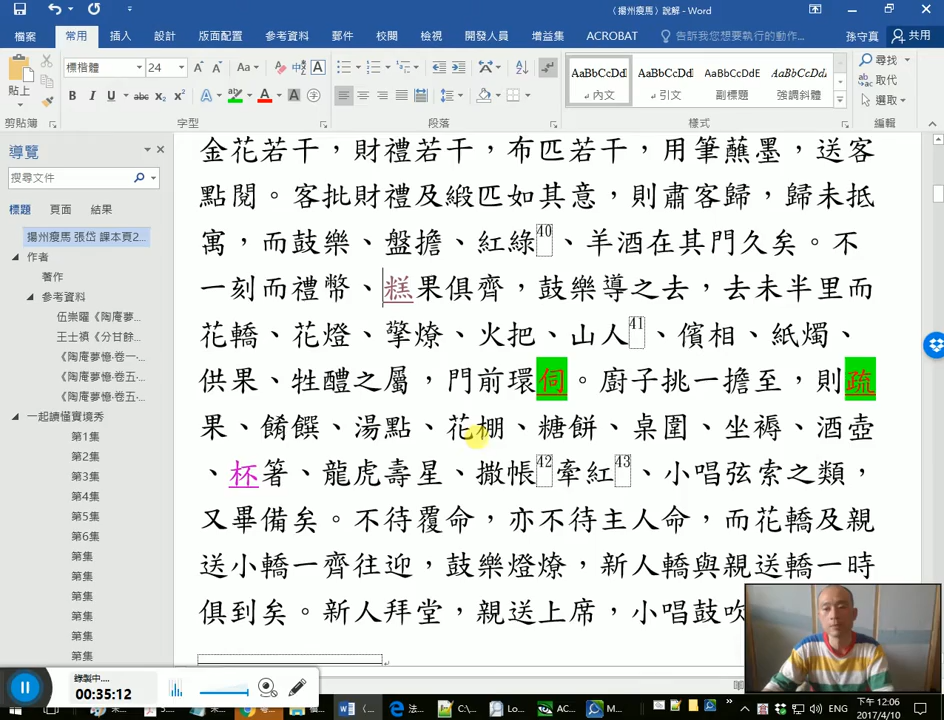 （揚州瘦馬）說解 - Word
檔案 常用 插入 設計 版面配置 參考資料 郵件 校閱 檢視 開發人員 增益集 ACROBAT 告訴我您想要執行的動作... 孫守真 共用
貼上
標楷體 24
AaBbCcDd AaBbCcDd AaBbCcDdE AaBbCcDd
內文 引文 副標題 強調斜體
尋找
取代
選取
剪貼簿 字型 段落 樣式 編輯
導覽
搜尋文件
標題 頁面 結果
揚州瘦馬 張岱 課本頁2...
作者
著作
參考資料
伍崇曜《陶庵夢...
王士禎《分甘餘...
《陶庵夢憶·卷一·...
《陶庵夢憶·卷五·...
《陶庵夢憶·卷五·...
一起讀懂實境秀
第1集
第2集
第3集
第4集
第5集
第6集
第集
第集
第集
第集
第集
第集
金花若干，財禮若干，布匹若干，用筆蘸墨，送客
點閱。客批財禮及緞匹如其意，則肅客歸，歸未抵
寓，而鼓樂、盤擔、紅綠40、羊酒在其門久矣。不
一刻而禮幣、糕果俱齊，鼓樂導之去，去未半里而
花轎、花燈、擎燎、火把、山人41、儐相、紙燭、
供果、牲醴之屬，門前環伺。廚子挑一擔至，則疏
果、餚饌、湯點、花棚、糖餅、桌圍、坐褥、酒壺
、杯箸、龍虎壽星、撒帳42牽紅43、小唱弦索之類，
又畢備矣。不待覆命，亦不待主人命，而花轎及親
送小轎一齊往迎，鼓樂燈燎，新人轎與親送轎一時
俱到矣。新人拜堂，親送上席，小唱鼓吹
錄製中...
00:35:12
下午 12:06
2017/4/10